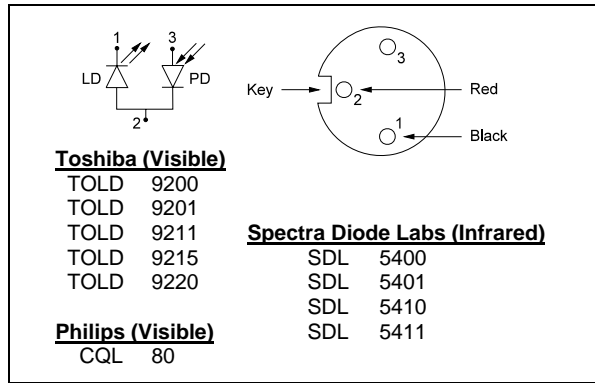 1 3
LD PD
2
3
Key 2 Red
1 Black
Toshiba (Visible)
TOLD 9200
TOLD 9201
TOLD 9211
TOLD 9215
TOLD 9220
Spectra Diode Labs (Infrared)
SDL 5400
SDL 5401
SDL 5410
SDL 5411
Philips (Visible)
CQL 80